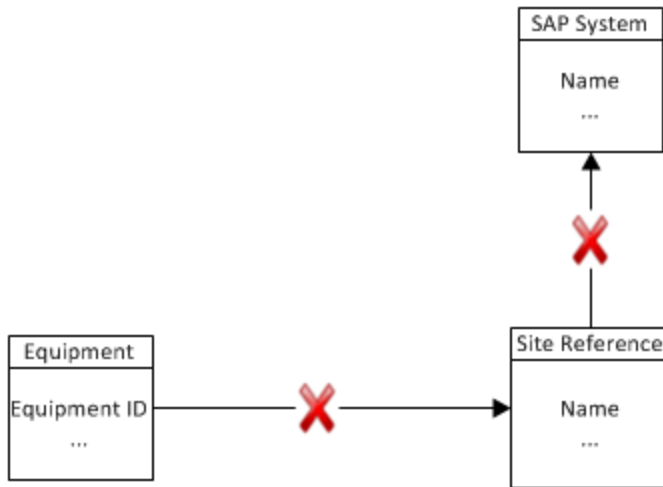 SAP System
Name
...
Equipment
Equipment ID
...
Site Reference
Name
...